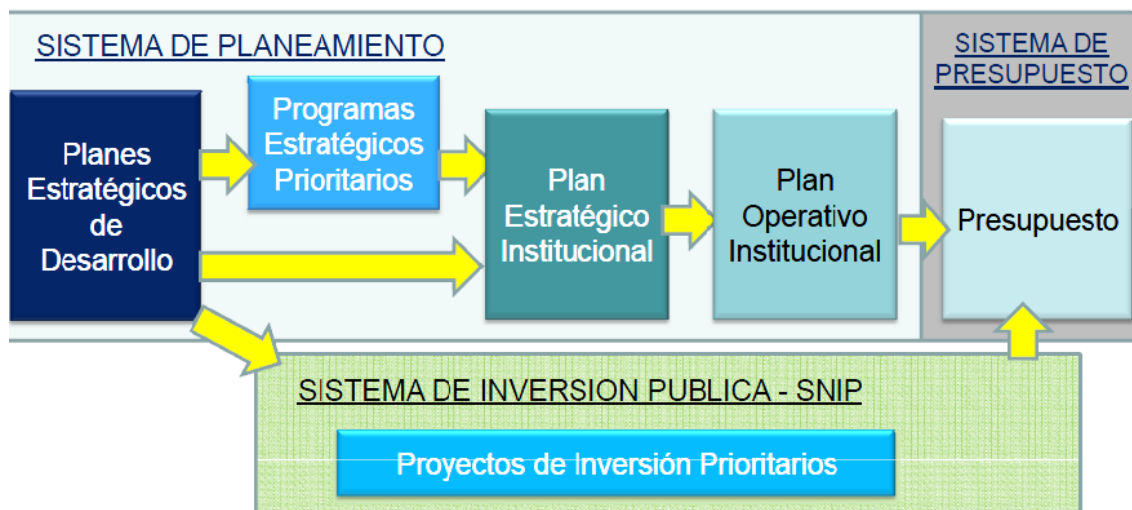 SISTEMA DE PLANEAMIENTO
SISTEMA DE
PRESUPUESTO
Planes
Estratégicos
de
Desarrollo
Programas
Estratégicos
Prioritarios
Plan
Estratégico
Institucional
Plan
Operativo
Institucional
Presupuesto
SISTEMA DE INVERSION PUBLICA - SNIP
Proyectos de Inversión Prioritarios